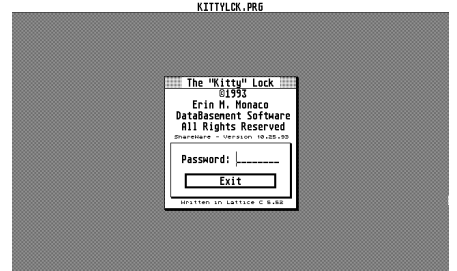 KITTYLCK.PRG
The "Kitty" Lock
©1993
Erin M. Monaco
DataBasement Software
All Rights Reserved
ShareWare - Version 10.25.93
Password: ________
Exit
Written in Lattice C 5.52